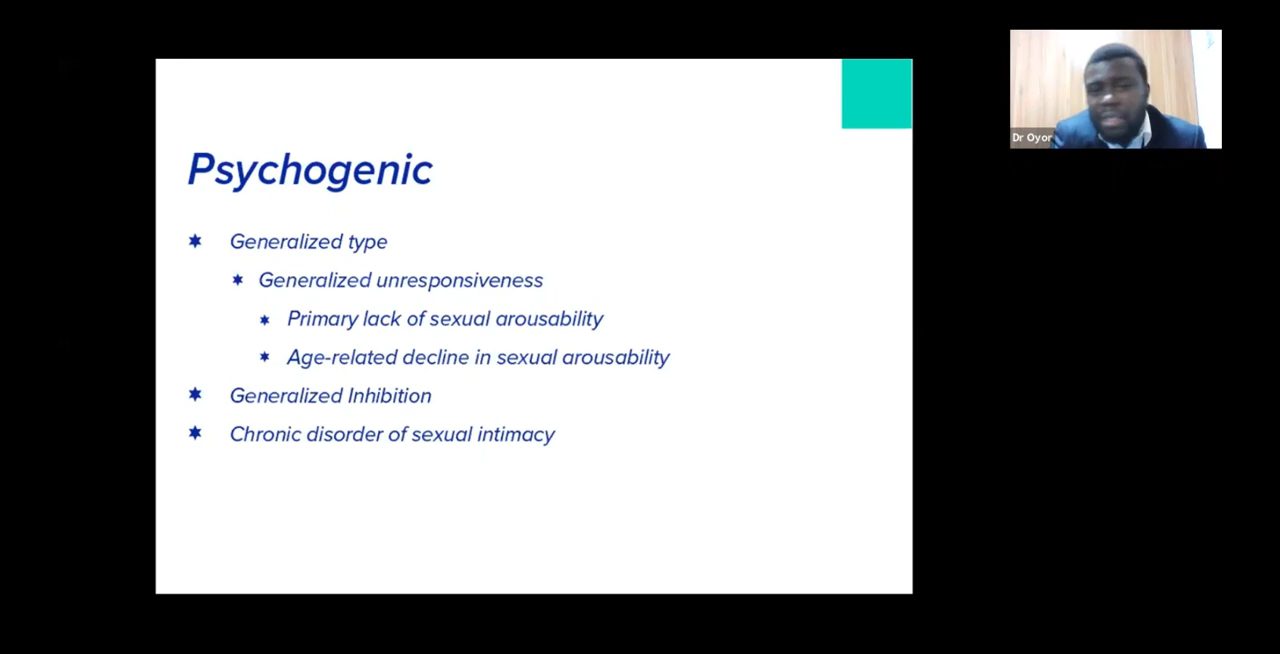 Psychogenic
Generalized type
Generalized unresponsiveness
Primary lack of sexual arousability
Age-related decline in sexual arousability
Generalized Inhibition
Chronic disorder of sexual intimacy
Dr Oyor